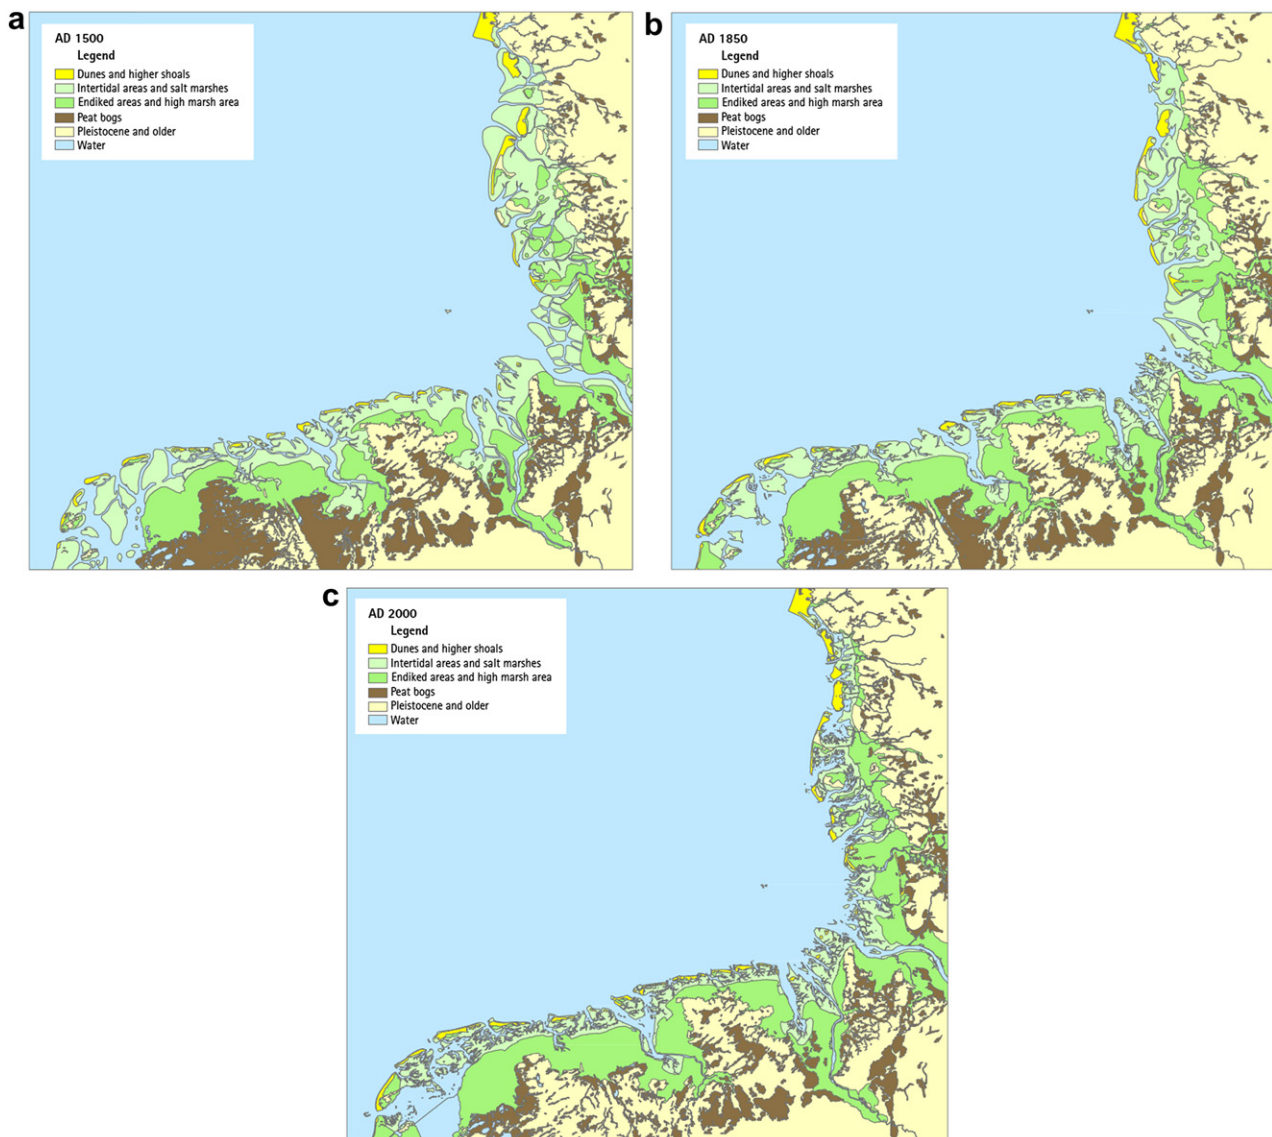 a
AD 1500
Legend
Dunes and higher shoals
Intertidal areas and salt marshes
Endiked areas and high marsh area
Peat bogs
Pleistocene and older
Water
b
AD 1850
Legend
Dunes and higher shoals
Intertidal areas and salt marshes
Endiked areas and high marsh area
Peat bogs
Pleistocene and older
Water
c
AD 2000
Legend
Dunes and higher shoals
Intertidal areas and salt marshes
Endiked areas and high marsh area
Peat bogs
Pleistocene and older
Water